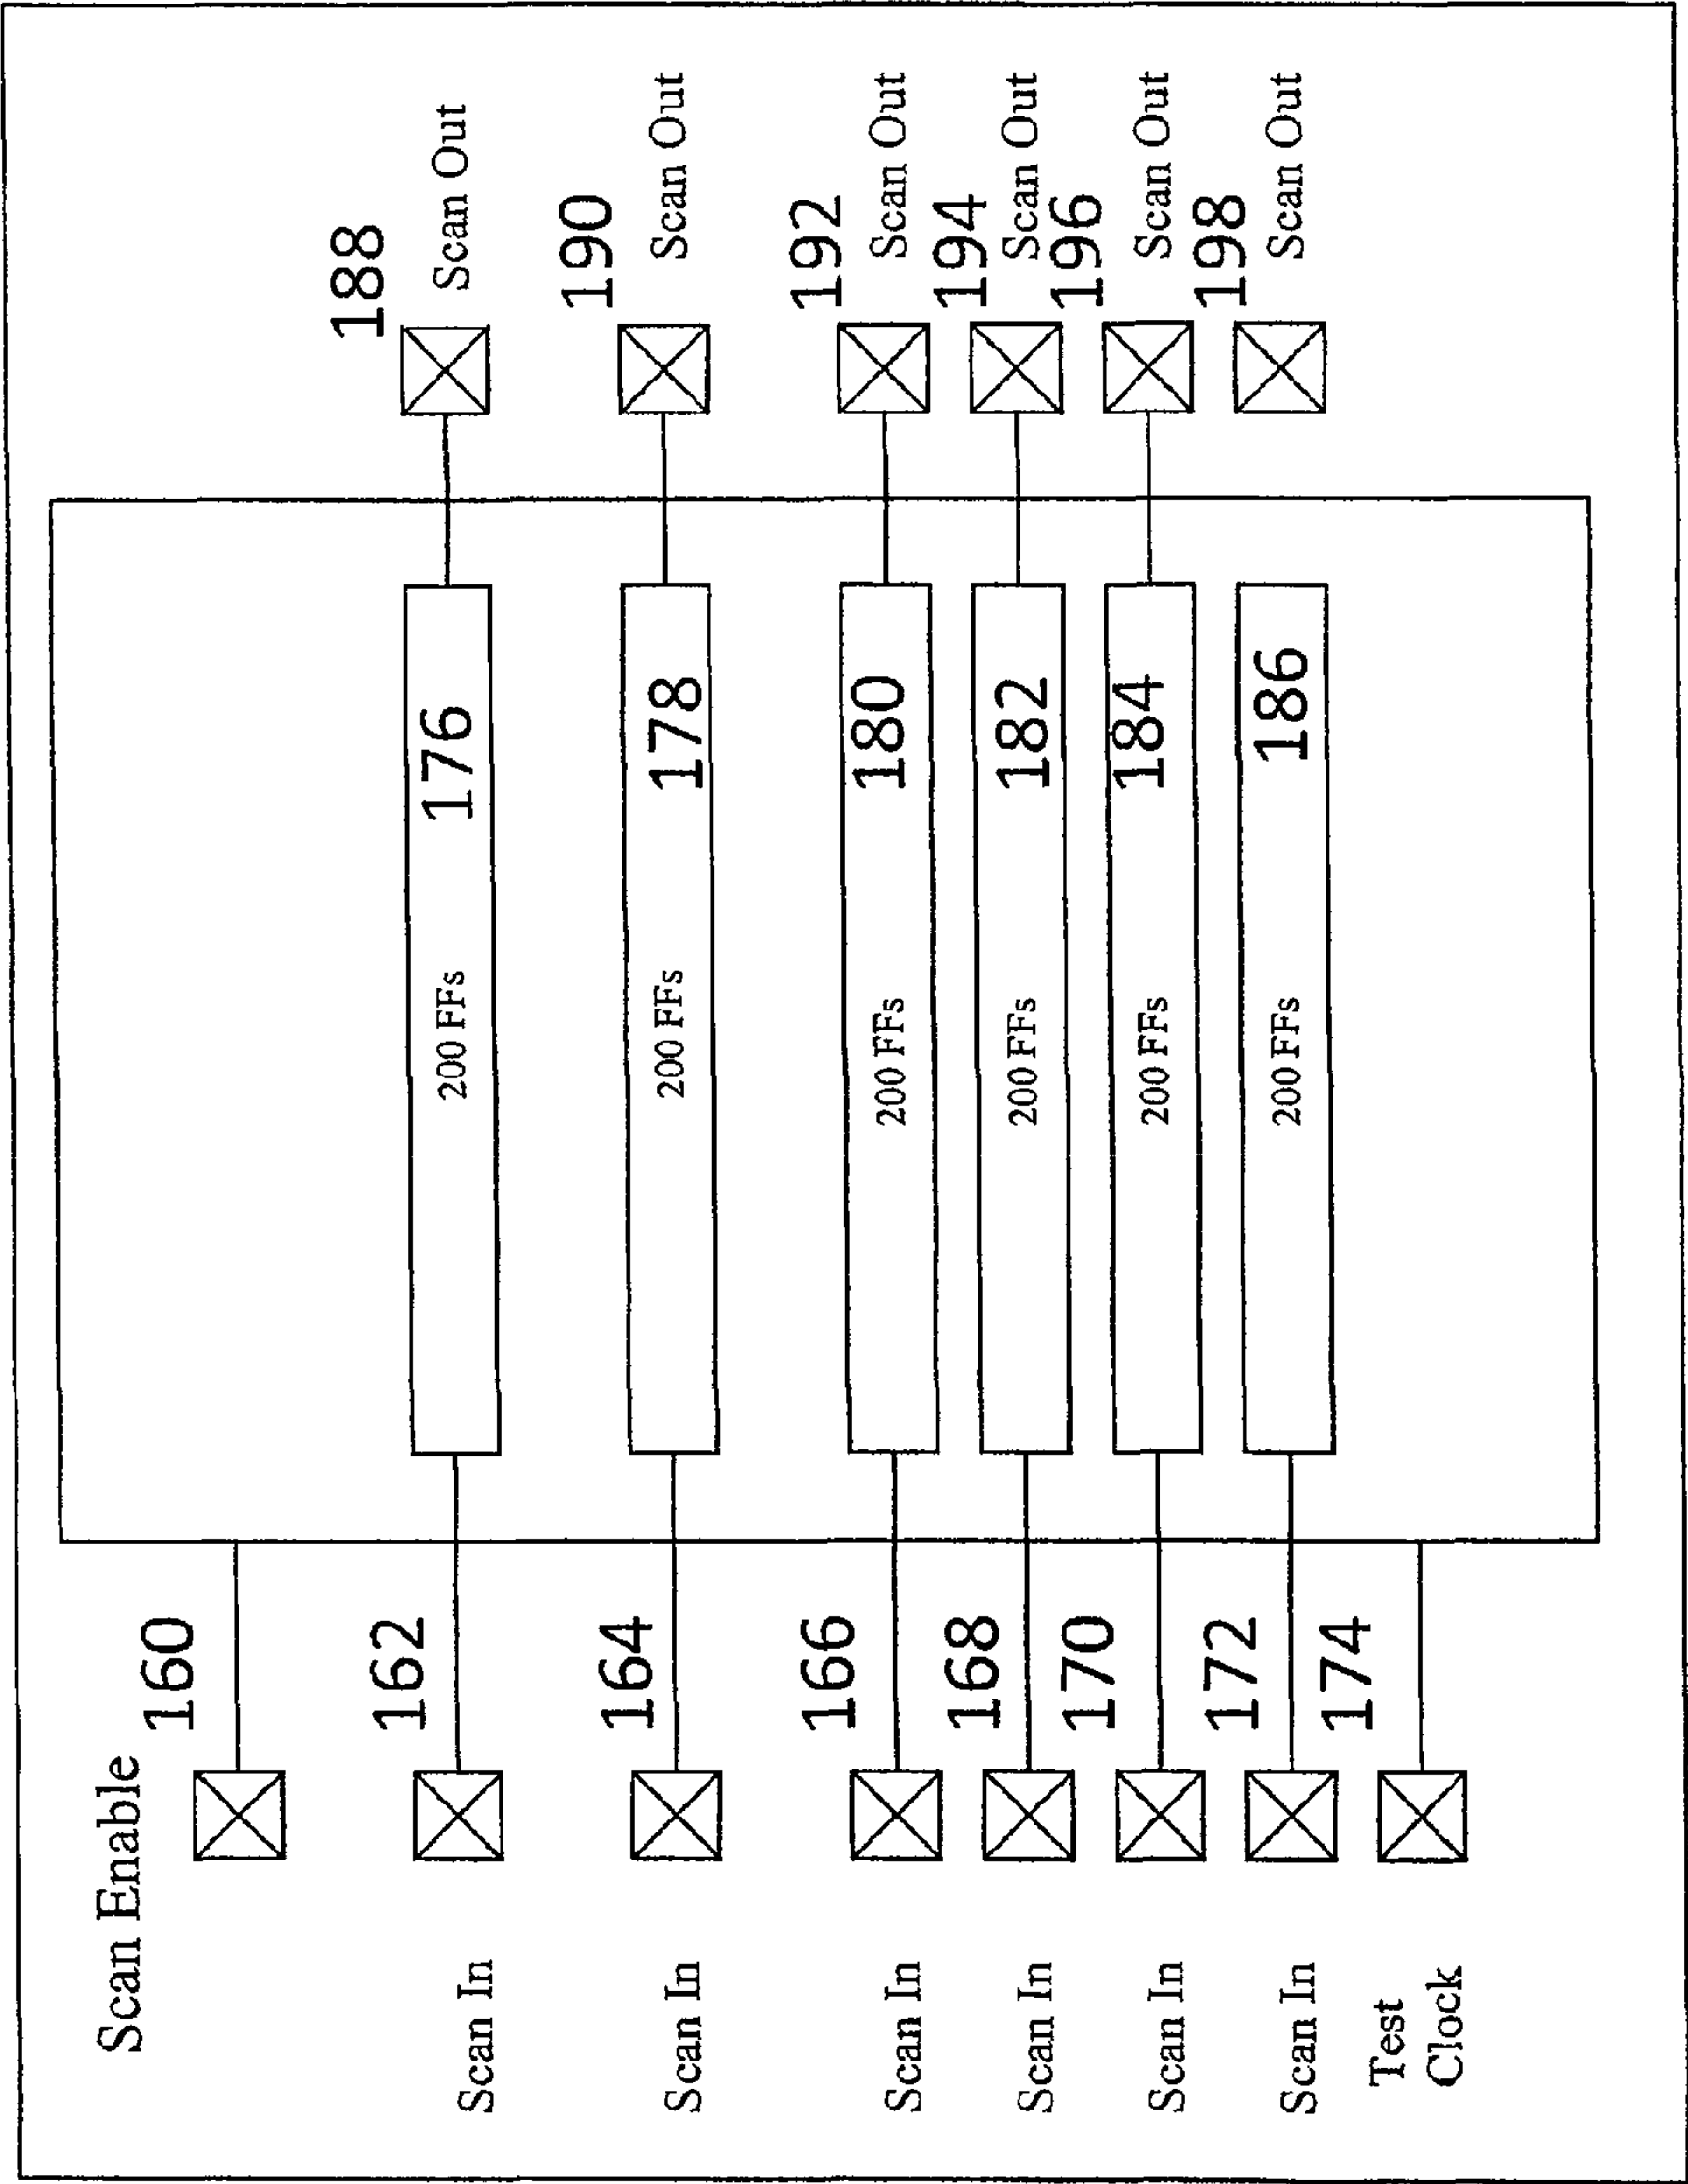 Scan Enable
160
Scan In
162
176
200 FFs
188
Scan Out
Scan In
164
200 FFs
178
190
Scan Out
Scan In
166
200 FFs
180
192
Scan Out
Scan In
168
200 FFs
182
194
Scan Out
Scan In
170
200 FFs
184
196
Scan Out
Scan In
172
200 FFs
186
198
Scan Out
Test
Clock
174